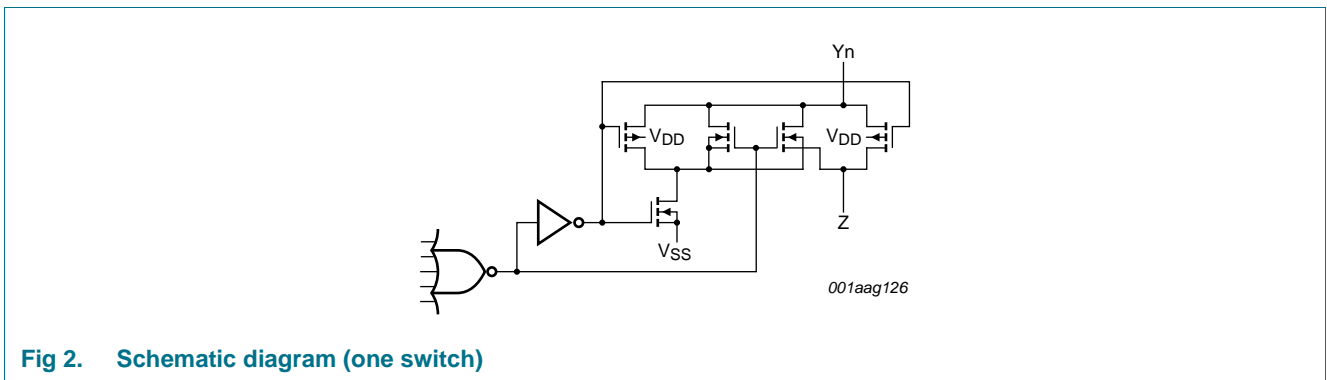 Yn
VDD
VDD
Z
VSS
001aag126
Fig 2. Schematic diagram (one switch)